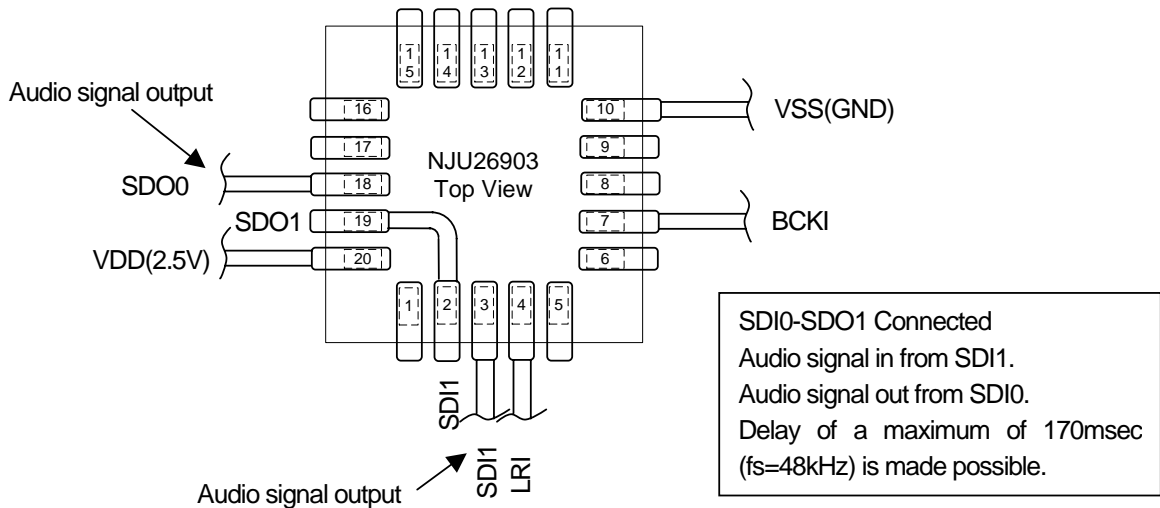 15 14 13 12 11
Audio signal output
16
10
VSS(GND)
17
NJU26903
9
SDO0
18
Top View
8
SDO1
19
7
BCKI
VDD(2.5V)
20
6
1 2 3 4 5
SDI1
SDI1
LRI
Audio signal output
SDI0-SDO1 Connected
Audio signal in from SDI1.
Audio signal out from SDI0.
Delay of a maximum of 170msec
(fs=48kHz) is made possible.